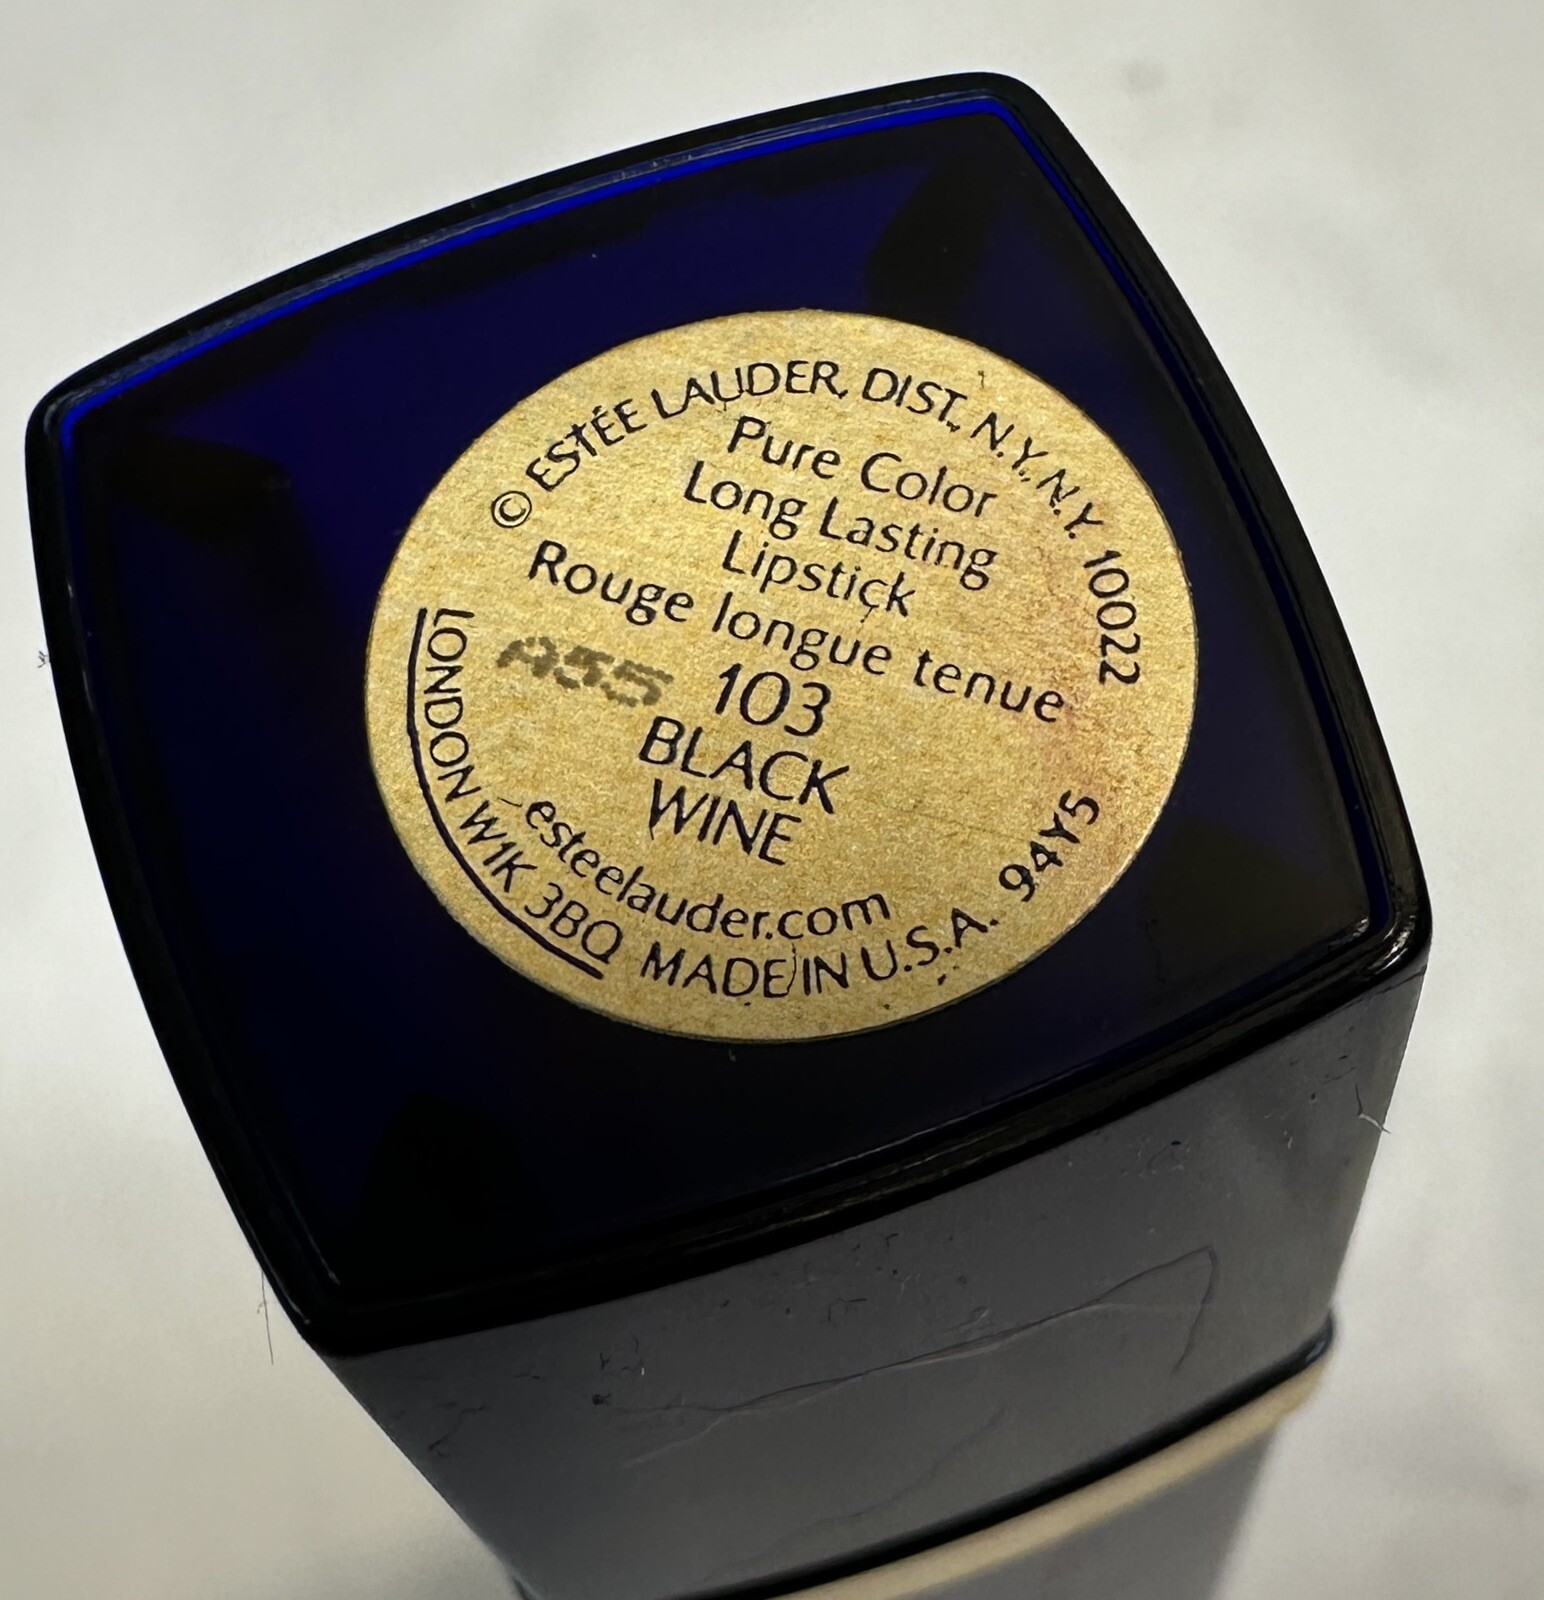 © ESTÉE LAUDER, DIST., N.Y., N.Y. 10022
Pure Color
Long Lasting
Lipstick
Rouge longue tenue
A55 103
BLACK
WINE
esteelauder.com
LONDON W1K 3BQ MADE IN U.S.A. 94Y5